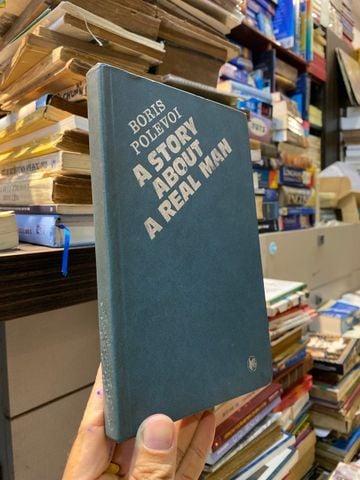 BORIS
POLEVOI
A STORY
ABOUT
A REAL MAN